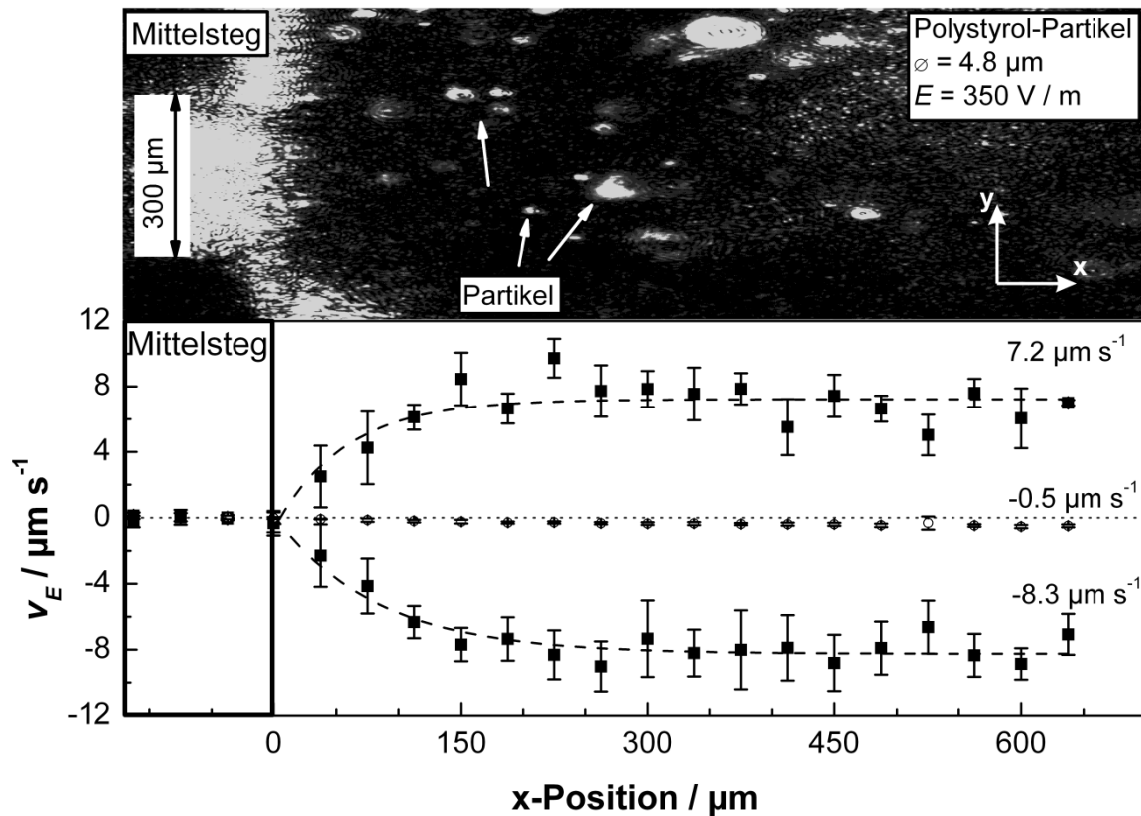 Mittelsteg
Polystyrol-Partikel
⌀ = 4.8 µm
E = 350 V / m
300 µm
y
x
Partikel
Mittelsteg
12
8
4
0
-4
-8
-12
v_E / µm s⁻¹
7.2 µm s⁻¹
-0.5 µm s⁻¹
-8.3 µm s⁻¹
0 150 300 450 600
x-Position / µm